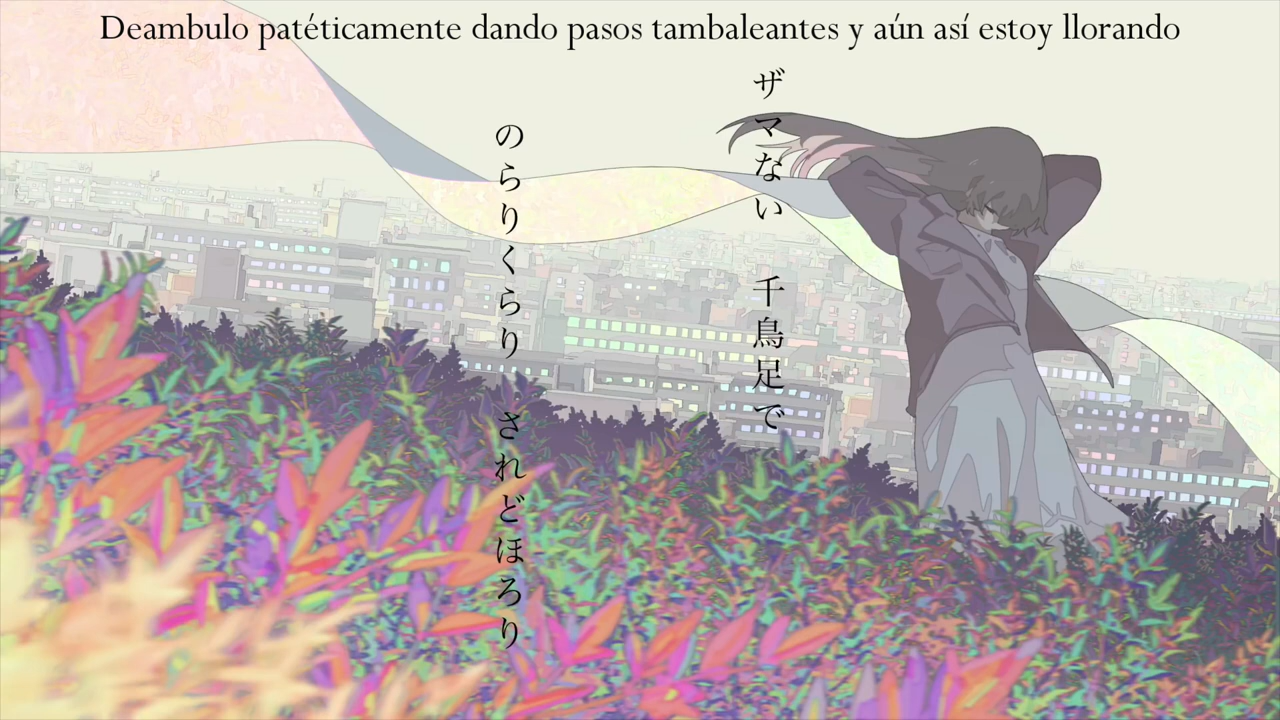 Deambulo patéticamente dando pasos tambaleantes y aún así estoy llorando
ザマない 千鳥足で
のらりくらり されどほろり